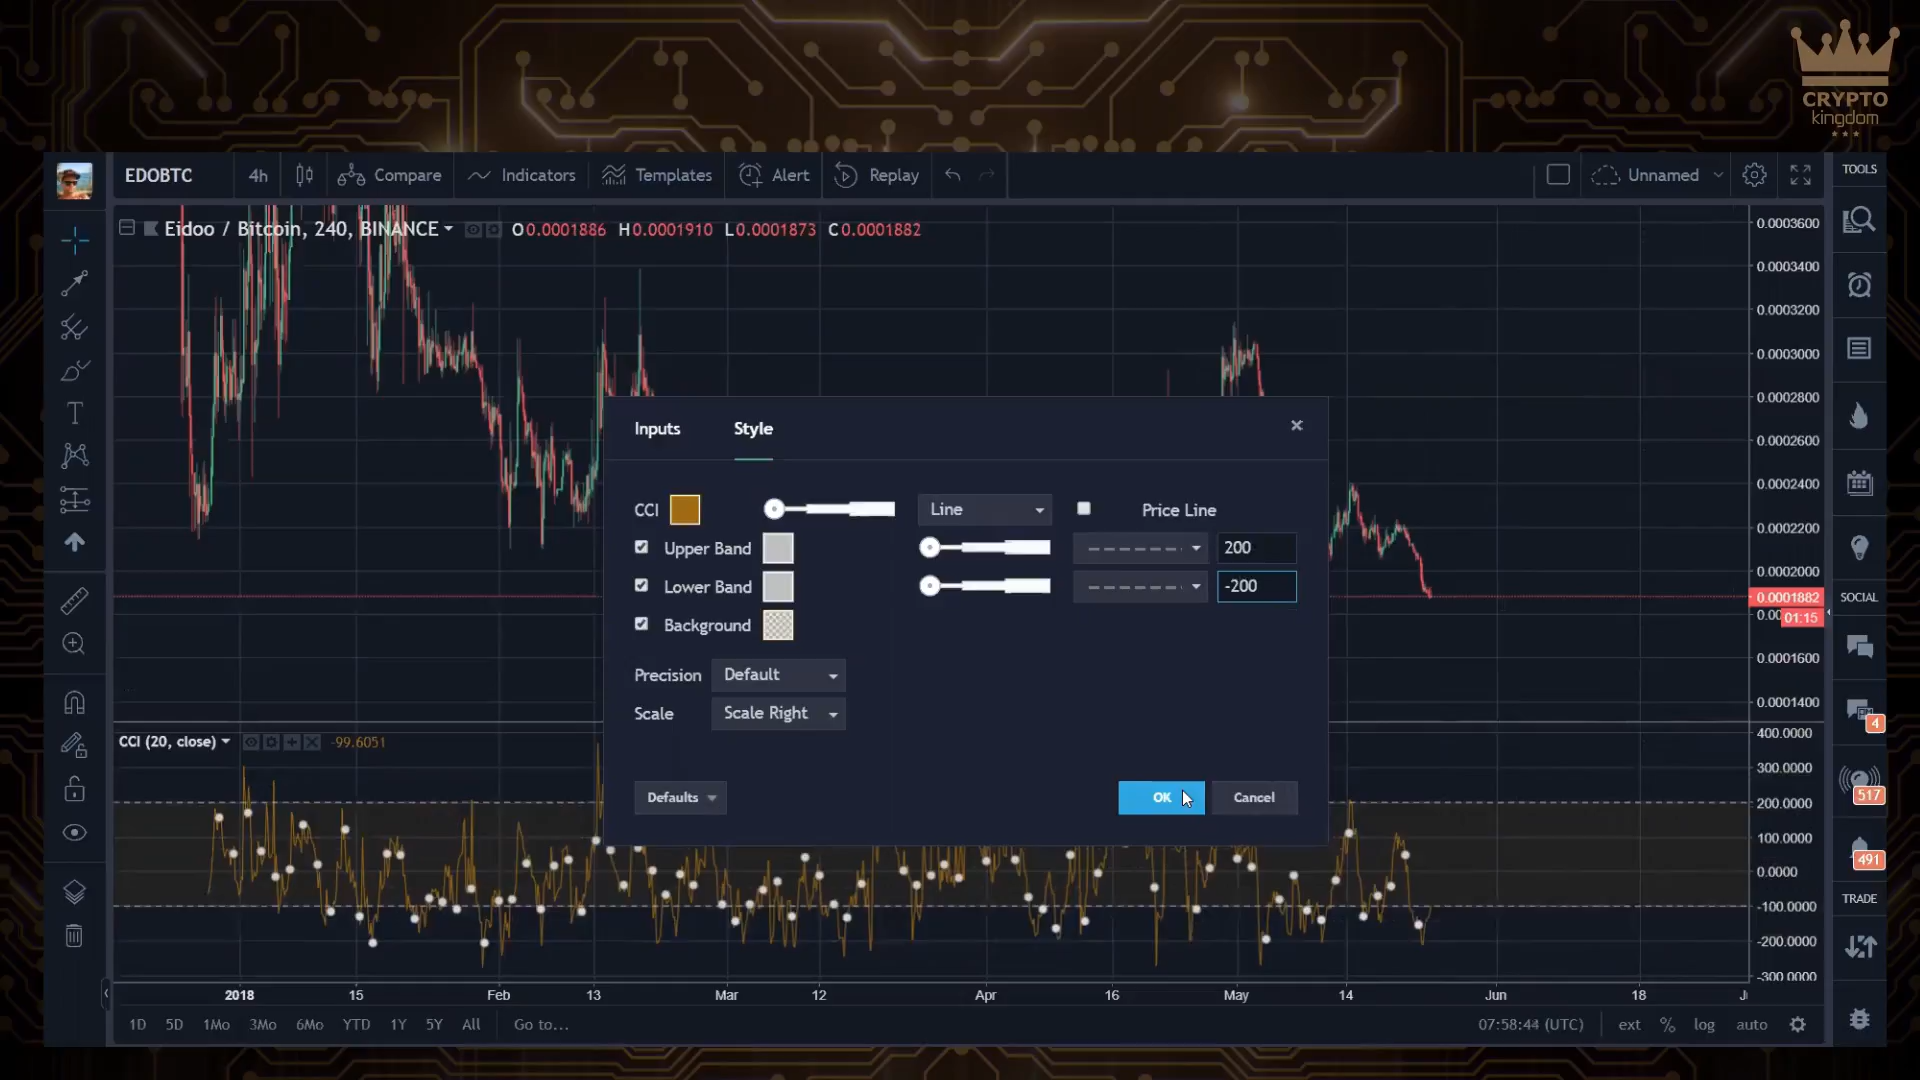 CRYPTO
kingdom
EDOBTC 4h Compare Indicators Templates Alert Replay Unnamed TOOLS
Eidoo / Bitcoin, 240, BINANCE O0.0001886 H0.0001910 L0.0001873 C0.0001882
0.0003600
0.0003400
0.0003200
0.0003000
0.0002800
0.0002600
0.0002400
0.0002200
0.0002000
0.0001882
01:15
0.0001600
0.0001400
Inputs Style
CCI Line Price Line
Upper Band 200
Lower Band -200
Background
Precision Default
Scale Scale Right
Defaults OK Cancel
SOCIAL
4
517
491
TRADE
CCI (20, close) -99.6051
400.0000
300.0000
200.0000
100.0000
0.0000
-100.0000
-200.0000
-300.0000
2018 15 Feb 13 Mar 12 Apr 16 May 14 Jun 18
1D 5D 1Mo 3Mo 6Mo YTD 1Y 5Y All Go to... 07:58:44 (UTC) ext % log auto